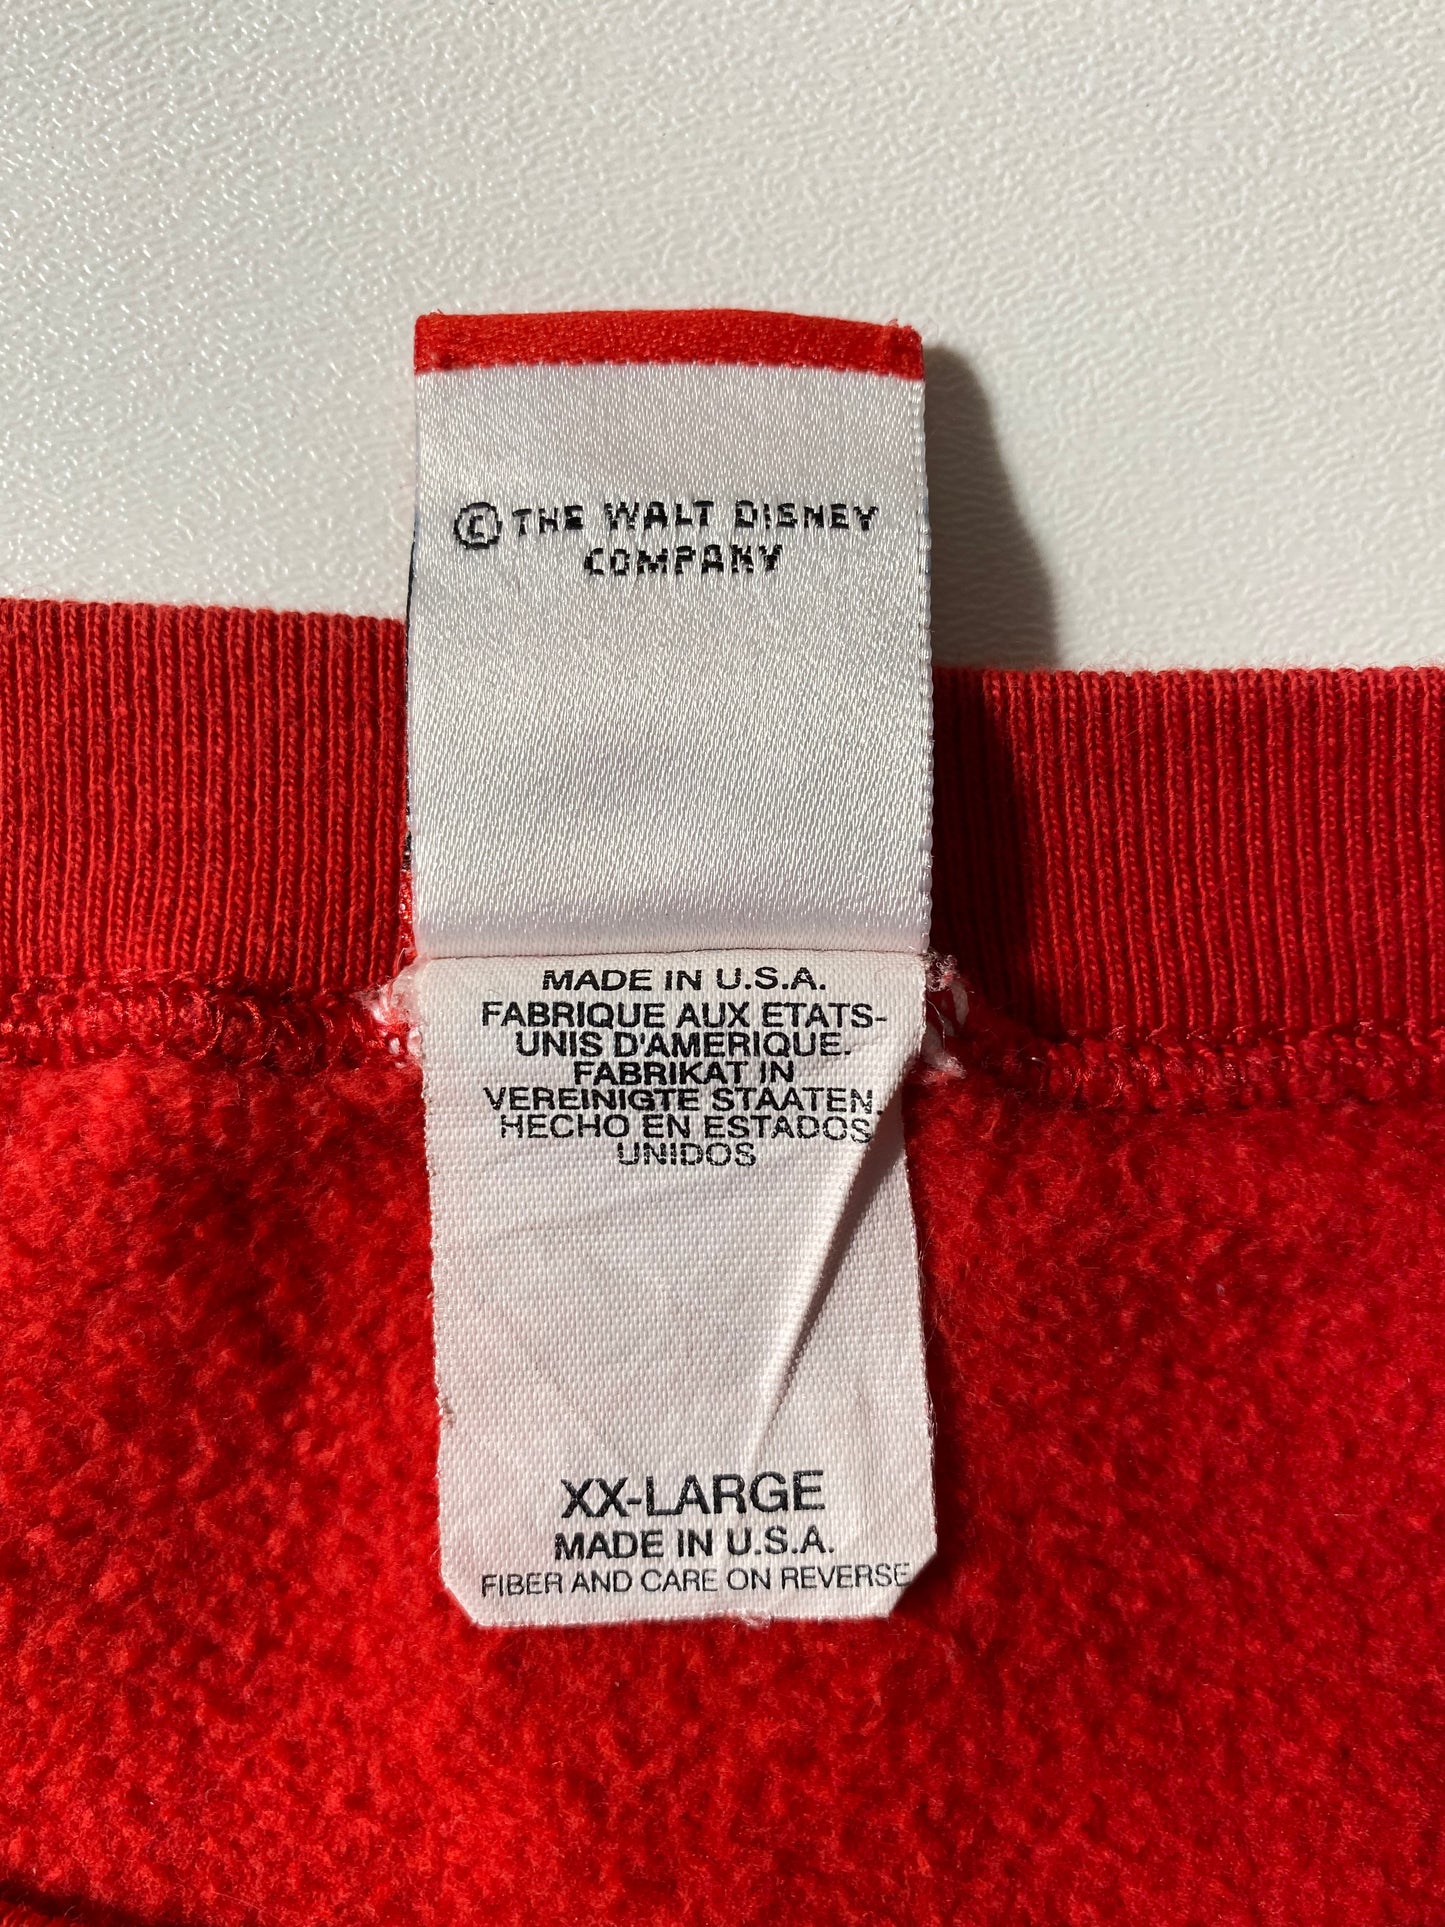 © THE WALT DISNEY
COMPANY
MADE IN U.S.A.
FABRIQUE AUX ETATS-
UNIS D'AMERIQUE.
FABRIKAT IN
VEREINIGTE STAATEN.
HECHO EN ESTADOS
UNIDOS
XX-LARGE
MADE IN U.S.A.
FIBER AND CARE ON REVERSE